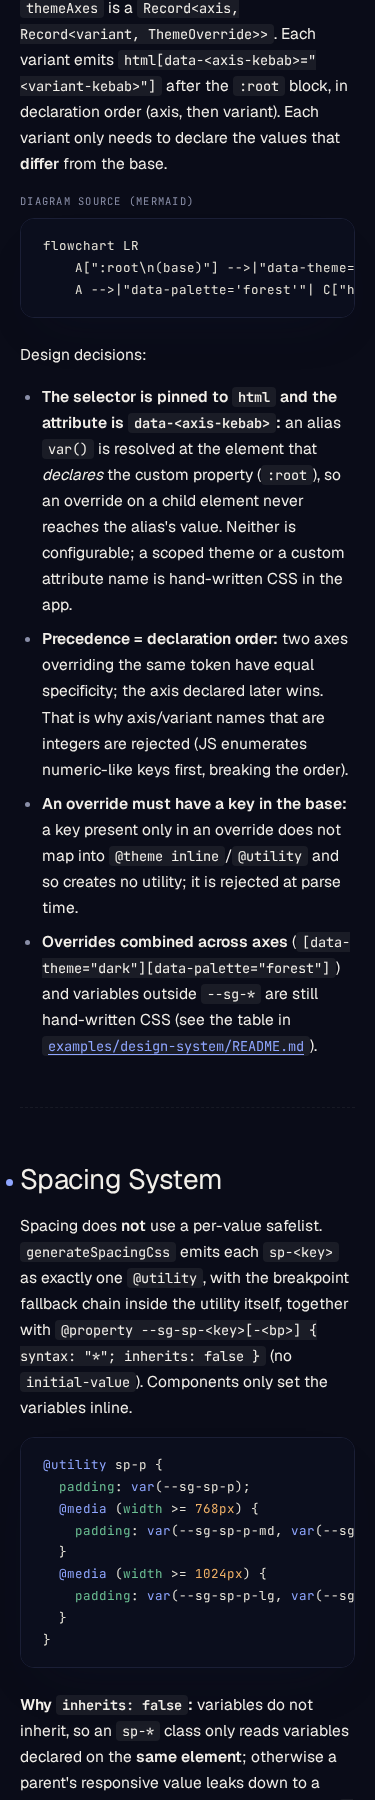 themeAxes is a Record<axis,
Record<variant, ThemeOverride>>. Each
variant emits html[data-<axis-kebab>="
<variant-kebab>"] after the :root block, in
declaration order (axis, then variant). Each
variant only needs to declare the values that
differ from the base.
DIAGRAM SOURCE (MERMAID)
flowchart LR
A[":root\n(base)"] -->|"data-theme=
A -->|"data-palette='forest'"| C["h
Design decisions:
• The selector is pinned to html and the
attribute is data-<axis-kebab>: an alias
var() is resolved at the element that
declares the custom property (:root), so
an override on a child element never
reaches the alias's value. Neither is
configurable; a scoped theme or a custom
attribute name is hand-written CSS in the
app.
• Precedence = declaration order: two axes
overriding the same token have equal
specificity; the axis declared later wins.
That is why axis/variant names that are
integers are rejected (JS enumerates
numeric-like keys first, breaking the order).
• An override must have a key in the base:
a key present only in an override does not
map into @theme inline/@utility and
so creates no utility; it is rejected at parse
time.
• Overrides combined across axes ([data-
theme="dark"][data-palette="forest"])
and variables outside --sg-* are still
hand-written CSS (see the table in
examples/design-system/README.md).
Spacing System
Spacing does not use a per-value safelist.
generateSpacingCss emits each sp-<key>
as exactly one @utility, with the breakpoint
fallback chain inside the utility itself, together
with @property --sg-sp-<key>[-<bp>] {
syntax: "*"; inherits: false } (no
initial-value). Components only set the
variables inline.
@utility sp-p {
padding: var(--sg-sp-p);
@media (width >= 768px) {
padding: var(--sg-sp-p-md, var(--sg
}
@media (width >= 1024px) {
padding: var(--sg-sp-p-lg, var(--sg
}
}
Why inherits: false: variables do not
inherit, so an sp-* class only reads variables
declared on the same element; otherwise a
parent's responsive value leaks down to a